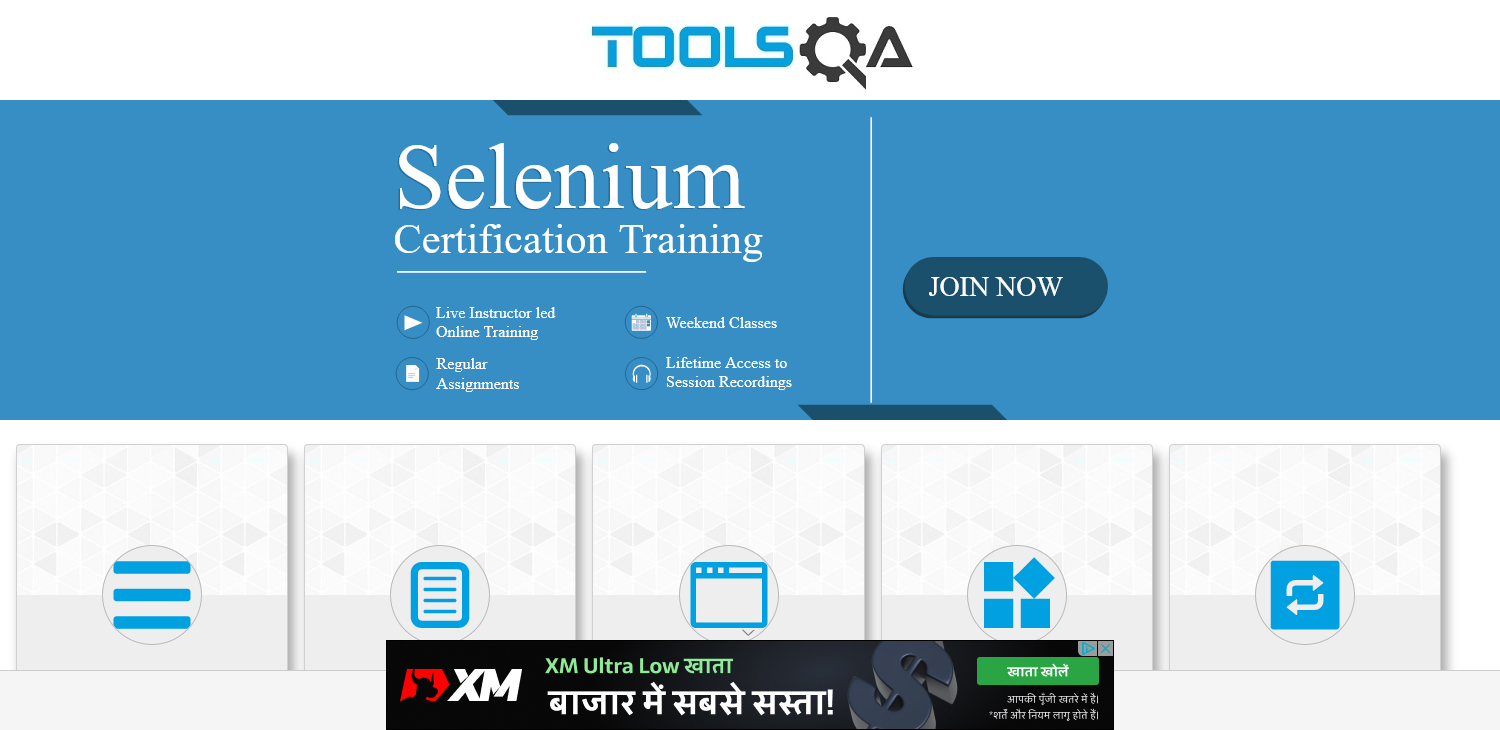 TOOLSQA
Selenium
Certification Training
JOIN NOW
Live Instructor led
Online Training
Weekend Classes
Regular
Assignments
Lifetime Access to
Session Recordings
XM
XM Ultra Low खाता
बाजार में सबसे सस्ता!
खाता खोलें
आपकी पूँजी खतरे में है।
*शर्तें और नियम लागू होते हैं।